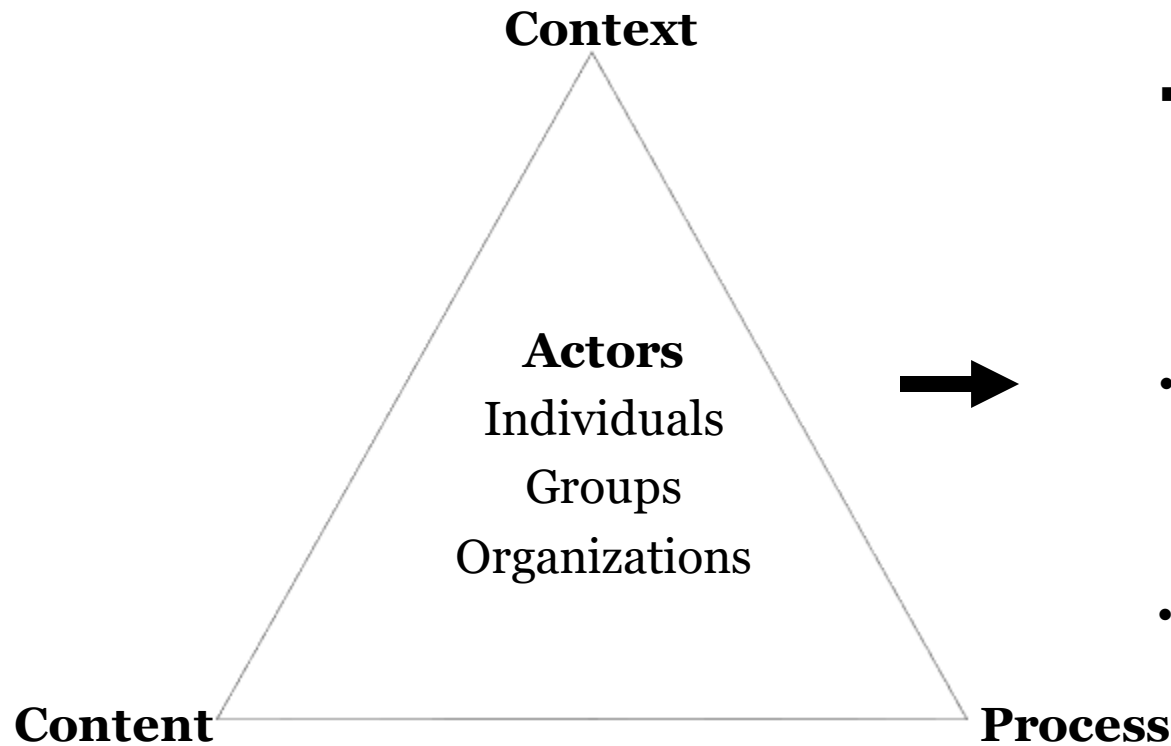 Context
Actors
Individuals
Groups
Organizations
Content
Process